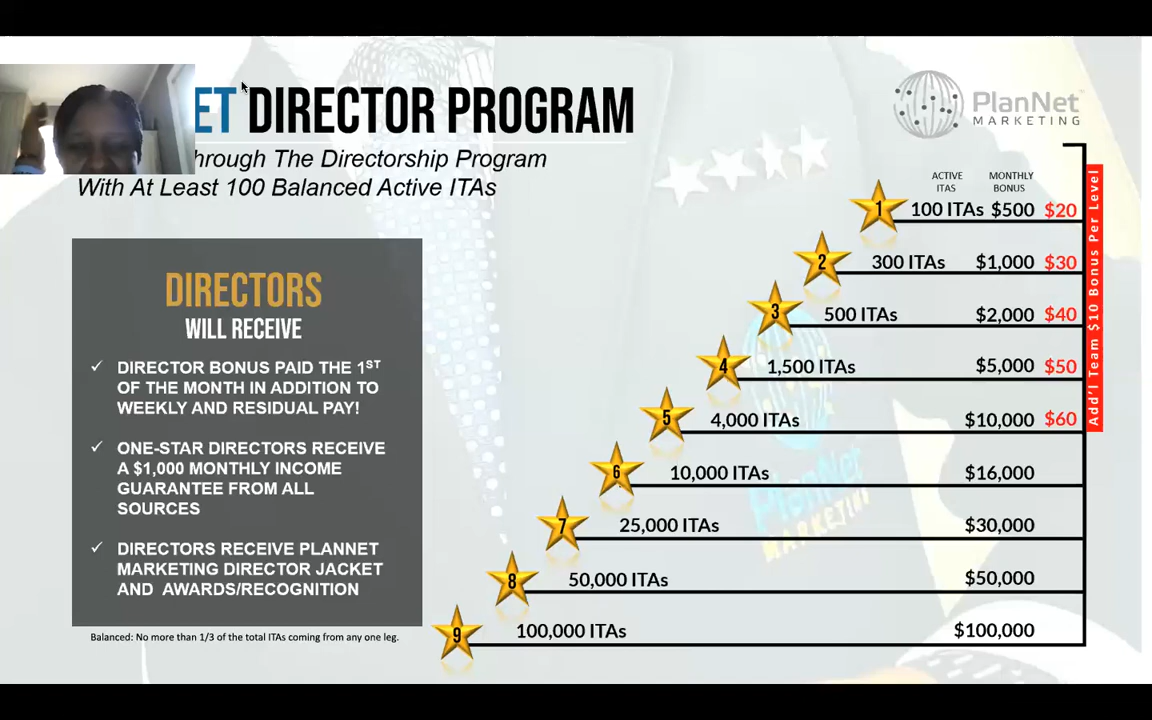 ET DIRECTOR PROGRAM
hrough The Directorship Program
With At Least 100 Balanced Active ITAs
PlanNet™
MARKETING
ACTIVE ITAS
MONTHLY BONUS
1 100 ITAs $500 $20
2 300 ITAs $1,000 $30
3 500 ITAs $2,000 $40
4 1,500 ITAs $5,000 $50
5 4,000 ITAs $10,000 $60
6 10,000 ITAs $16,000
7 25,000 ITAs $30,000
8 50,000 ITAs $50,000
9 100,000 ITAs $100,000
Add'l Team $10 Bonus Per Level
DIRECTORS
WILL RECEIVE
✓ DIRECTOR BONUS PAID THE 1ST
OF THE MONTH IN ADDITION TO
WEEKLY AND RESIDUAL PAY!
✓ ONE-STAR DIRECTORS RECEIVE
A $1,000 MONTHLY INCOME
GUARANTEE FROM ALL
SOURCES
✓ DIRECTORS RECEIVE PLANNET
MARKETING DIRECTOR JACKET
AND AWARDS/RECOGNITION
Balanced: No more than 1/3 of the total ITAs coming from any one leg.
PlanNet
MARKETING